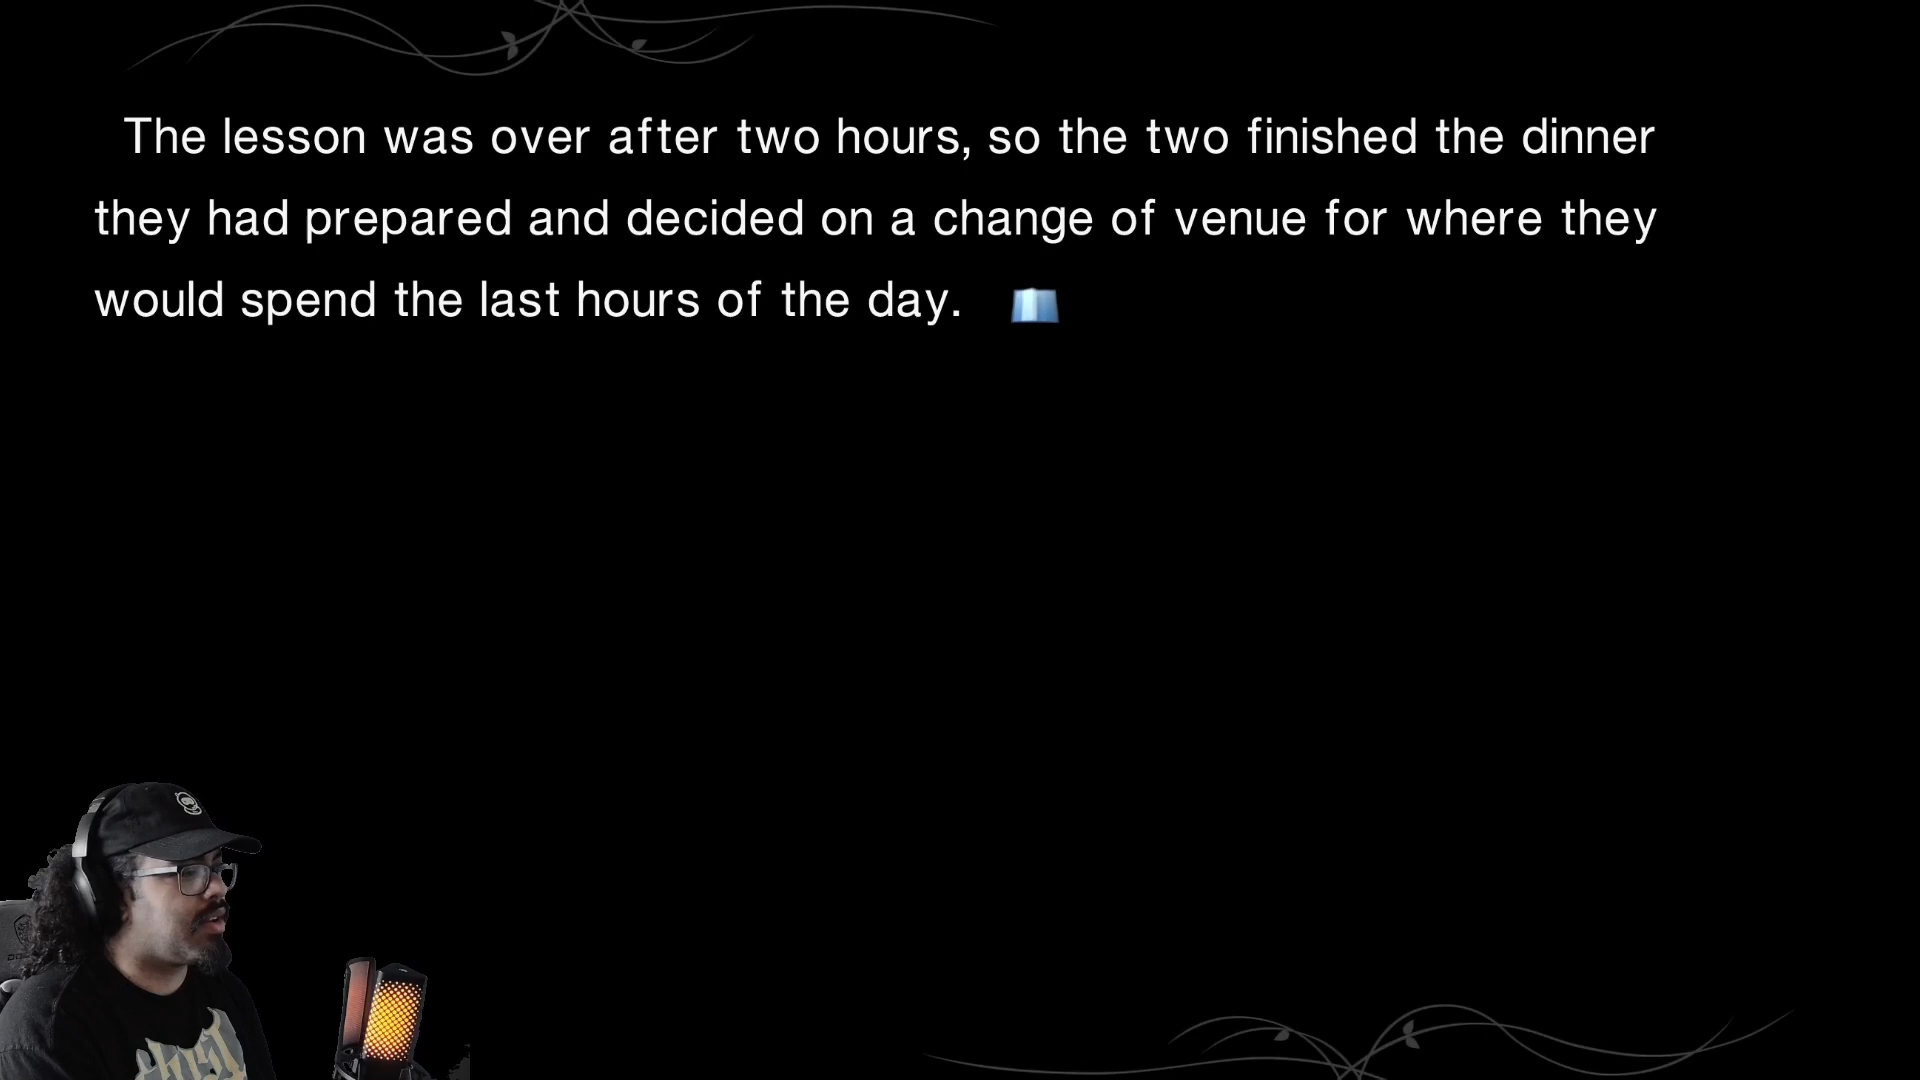 The lesson was over after two hours, so the two finished the dinner
they had prepared and decided on a change of venue for where they
would spend the last hours of the day.